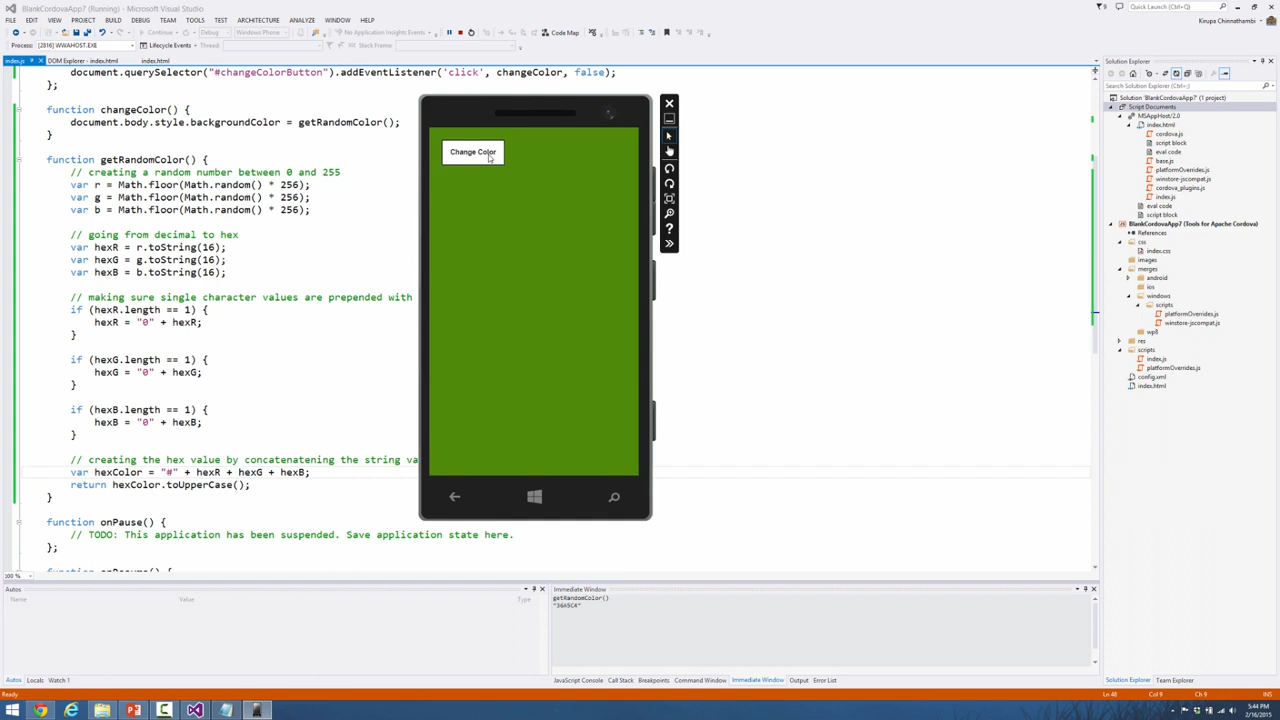 BlankCordovaApp7 (Running) - Microsoft Visual Studio
Quick Launch (Ctrl+Q)
FILE EDIT VIEW PROJECT BUILD DEBUG TEAM TOOLS TEST ARCHITECTURE ANALYZE WINDOW HELP
Kirupa Chinnathambi
Continue Debug Windows Phone No Application Insights Events Code Map
Process: [2816] WWAHOST.EXE Lifecycle Events Thread: Stack Frame:
index.js DOM Explorer - index.html index.html
document.querySelector("#changeColorButton").addEventListener('click', changeColor, false);
};
function changeColor() {
document.body.style.backgroundColor = getRandomColor();
}
function getRandomColor() {
// creating a random number between 0 and 255
var r = Math.floor(Math.random() * 256);
var g = Math.floor(Math.random() * 256);
var b = Math.floor(Math.random() * 256);
// going from decimal to hex
var hexR = r.toString(16);
var hexG = g.toString(16);
var hexB = b.toString(16);
// making sure single character values are prepended with
if (hexR.length == 1) {
hexR = "0" + hexR;
}
if (hexG.length == 1) {
hexG = "0" + hexG;
}
if (hexB.length == 1) {
hexB = "0" + hexB;
}
// creating the hex value by concatenatening the string va
var hexColor = "#" + hexR + hexG + hexB;
return hexColor.toUpperCase();
}
function onPause() {
// TODO: This application has been suspended. Save application state here.
};
Change Color
Solution Explorer
Search Solution Explorer (Ctrl+;)
Solution 'BlankCordovaApp7' (1 project)
Script Documents
MSAppHost/2.0
index.html
cordova.js
script block
eval code
base.js
platformOverrides.js
winstore-jscompat.js
cordova_plugins.js
index.js
eval code
script block
BlankCordovaApp7 (Tools for Apache Cordova)
References
css
index.css
images
merges
android
ios
windows
scripts
platformOverrides.js
winstore-jscompat.js
wp8
res
scripts
index.js
platformOverrides.js
config.xml
index.html
100 %
Autos
Name Value Type
Immediate Window
getRandomColor()
"36A5C4"
Autos Locals Watch 1
JavaScript Console Call Stack Breakpoints Command Window Immediate Window Output Error List
Solution Explorer Team Explorer
Ready
Ln 48 Col 9 Ch 9 INS
5:44 PM
2/16/2015